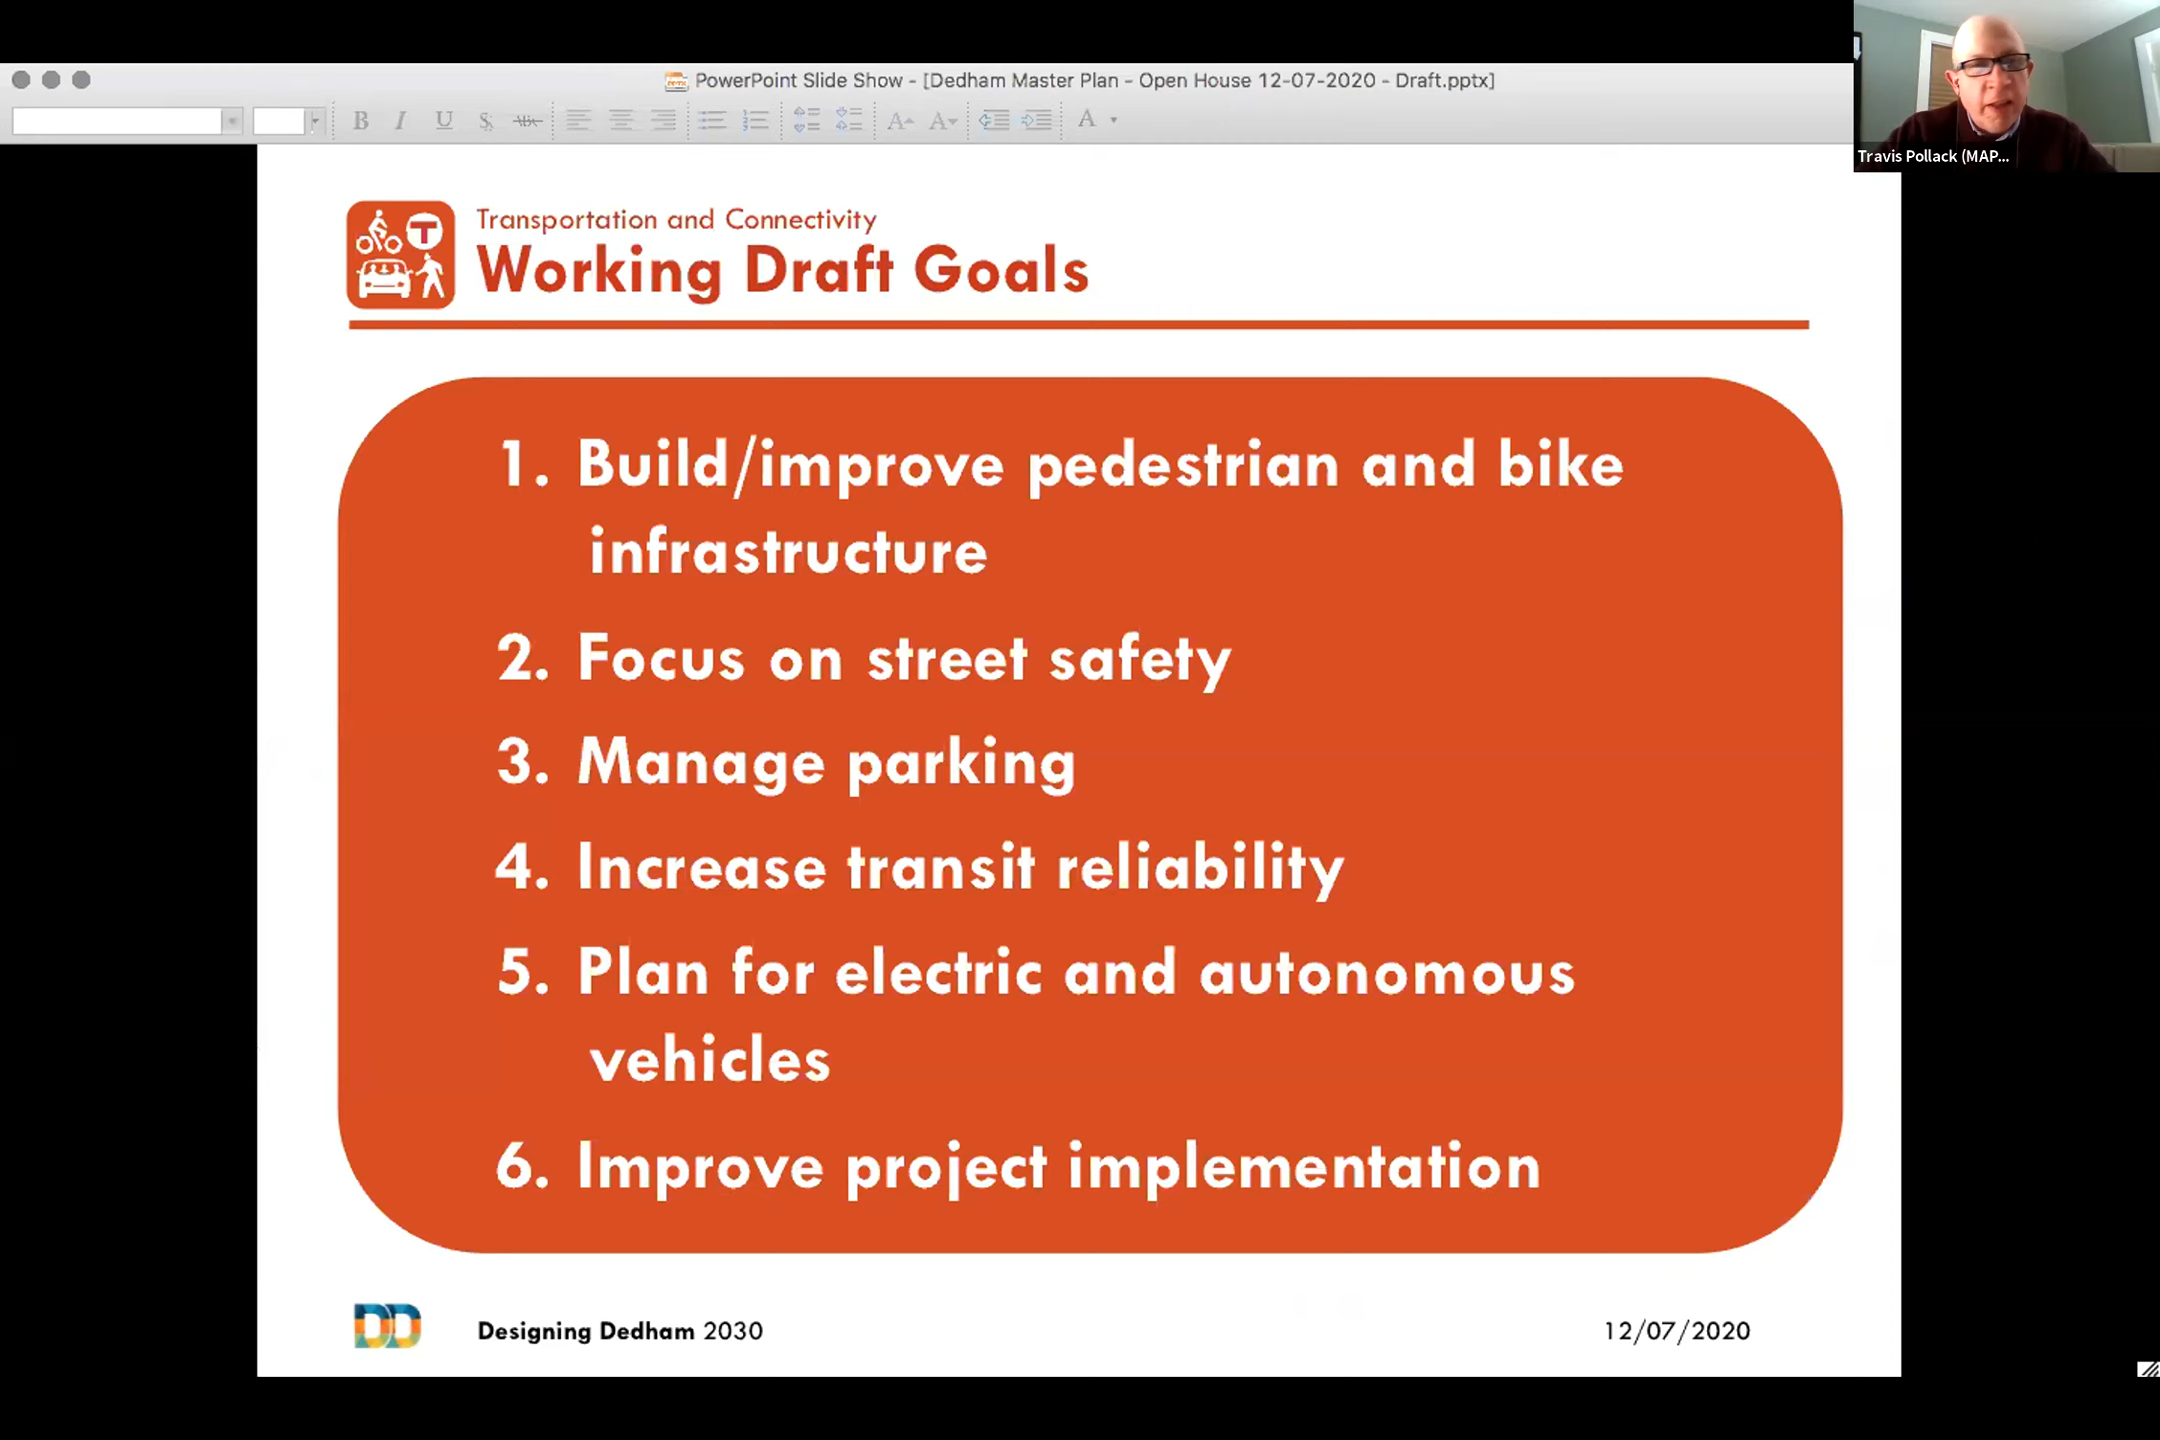 PowerPoint Slide Show - [Dedham Master Plan - Open House 12-07-2020 - Draft.pptx]
B I U S ABC A A A
Travis Pollack (MAP...
T
Transportation and Connectivity
Working Draft Goals
1. Build/improve pedestrian and bike
infrastructure
2. Focus on street safety
3. Manage parking
4. Increase transit reliability
5. Plan for electric and autonomous
vehicles
6. Improve project implementation
DD
Designing Dedham 2030
12/07/2020